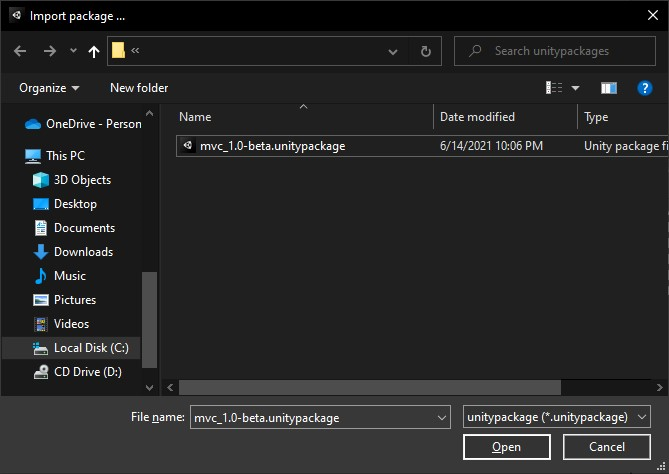 Import package ...
Search unitypackages
Organize
New folder
Name
Date modified
Type
OneDrive - Person
This PC
3D Objects
Desktop
Documents
Downloads
Music
Pictures
Videos
Local Disk (C:)
CD Drive (D:)
mvc_1.0-beta.unitypackage
6/14/2021 10:06 PM
Unity package fi
File name:
mvc_1.0-beta.unitypackage
unitypackage (*.unitypackage)
Open
Cancel